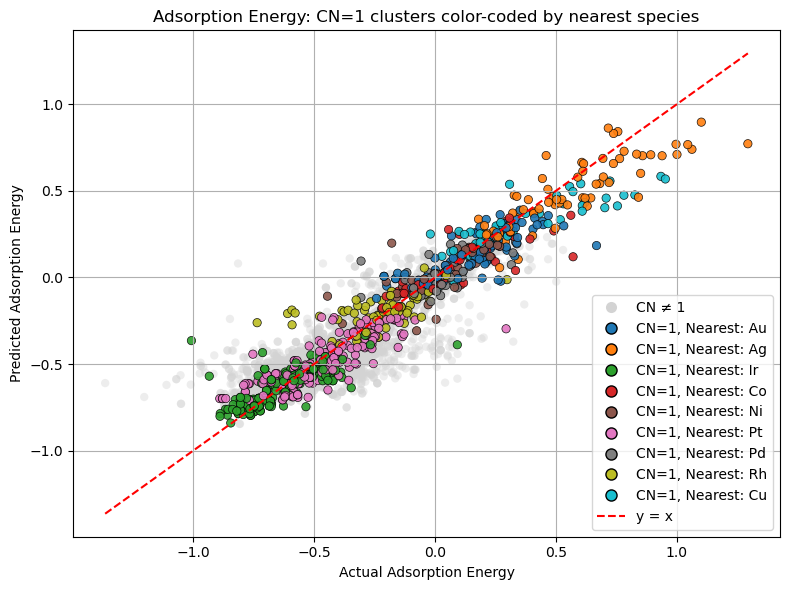 Adsorption Energy: CN=1 clusters color-coded by nearest species
Predicted Adsorption Energy
1.0
0.5
0.0
−0.5
−1.0
CN ≠ 1
CN=1, Nearest: Au
CN=1, Nearest: Ag
CN=1, Nearest: Ir
CN=1, Nearest: Co
CN=1, Nearest: Ni
CN=1, Nearest: Pt
CN=1, Nearest: Pd
CN=1, Nearest: Rh
CN=1, Nearest: Cu
y = x
−1.0
−0.5
0.0
0.5
1.0
Actual Adsorption Energy